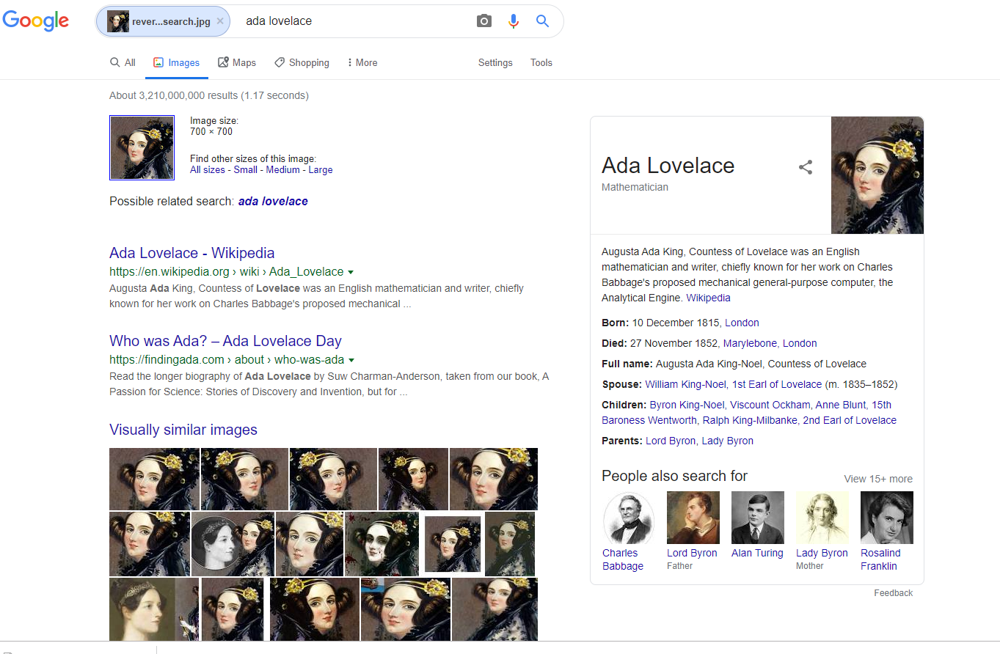 Google
rever...search.jpg ×
ada lovelace
All
Images
Maps
Shopping
More
Settings
Tools
About 3,210,000,000 results (1.17 seconds)
Image size:
700 × 700
Find other sizes of this image:
All sizes - Small - Medium - Large
Possible related search: ada lovelace
Ada Lovelace - Wikipedia
https://en.wikipedia.org › wiki › Ada_Lovelace
Augusta Ada King, Countess of Lovelace was an English mathematician and writer, chiefly
known for her work on Charles Babbage's proposed mechanical ...
Who was Ada? – Ada Lovelace Day
https://findingada.com › about › who-was-ada
Read the longer biography of Ada Lovelace by Suw Charman-Anderson, taken from our book, A
Passion for Science: Stories of Discovery and Invention, but for ...
Visually similar images
Ada Lovelace
Mathematician
Augusta Ada King, Countess of Lovelace was an English
mathematician and writer, chiefly known for her work on Charles
Babbage's proposed mechanical general-purpose computer, the
Analytical Engine. Wikipedia
Born: 10 December 1815, London
Died: 27 November 1852, Marylebone, London
Full name: Augusta Ada King-Noel, Countess of Lovelace
Spouse: William King-Noel, 1st Earl of Lovelace (m. 1835–1852)
Children: Byron King-Noel, Viscount Ockham, Anne Blunt, 15th
Baroness Wentworth, Ralph King-Milbanke, 2nd Earl of Lovelace
Parents: Lord Byron, Lady Byron
People also search for
View 15+ more
Charles
Babbage
Lord Byron
Father
Alan Turing
Lady Byron
Mother
Rosalind
Franklin
Feedback